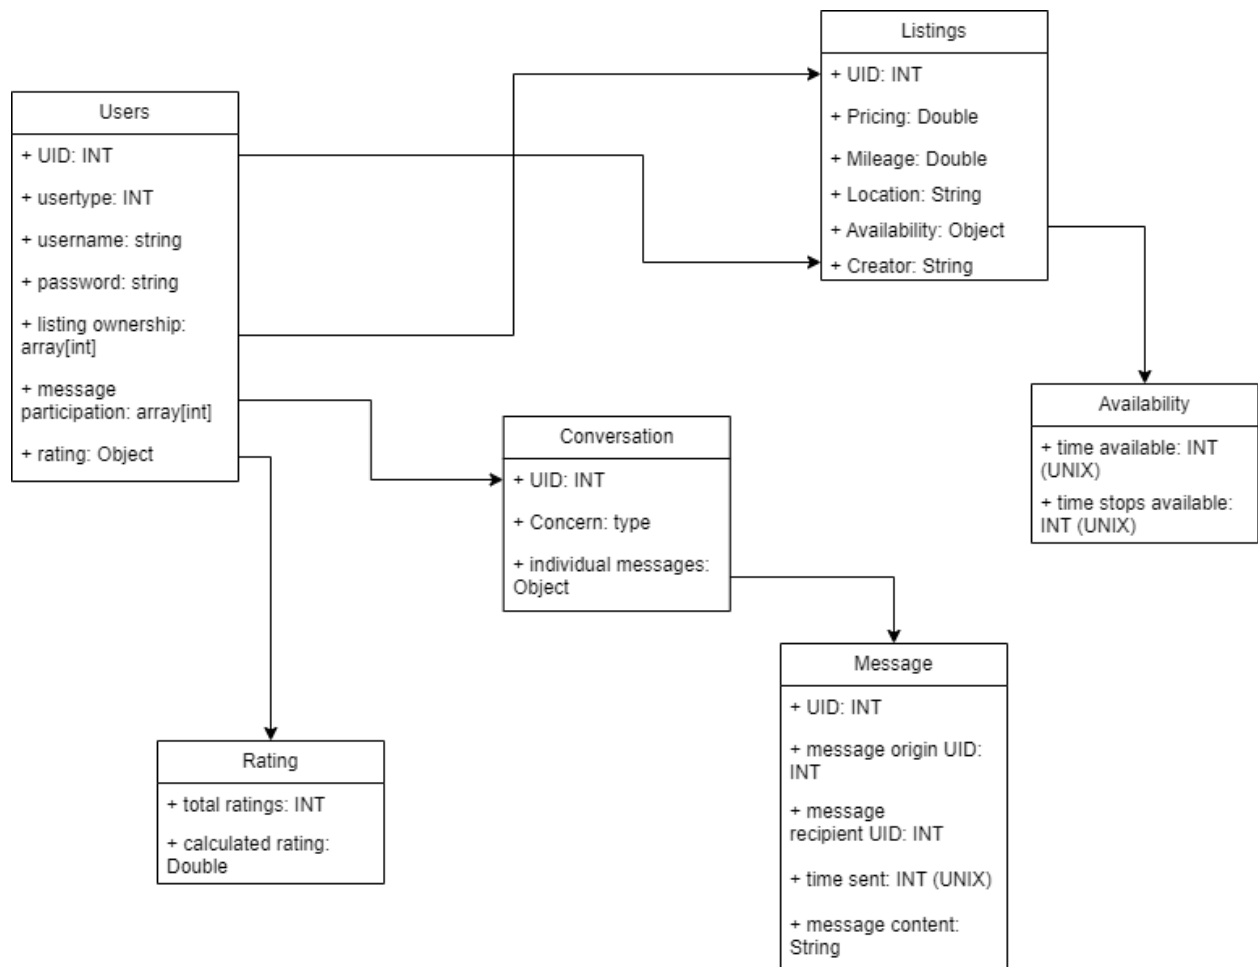 Listings
+ UID: INT
+ Pricing: Double
+ Mileage: Double
+ Location: String
+ Availability: Object
+ Creator: String
Users
+ UID: INT
+ usertype: INT
+ username: string
+ password: string
+ listing ownership:
array[int]
+ message
participation: array[int]
+ rating: Object
Availability
+ time available: INT
(UNIX)
+ time stops available:
INT (UNIX)
Conversation
+ UID: INT
+ Concern: type
+ individual messages:
Object
Message
+ UID: INT
+ message origin UID:
INT
+ message
recipient UID: INT
+ time sent: INT (UNIX)
+ message content:
String
Rating
+ total ratings: INT
+ calculated rating:
Double